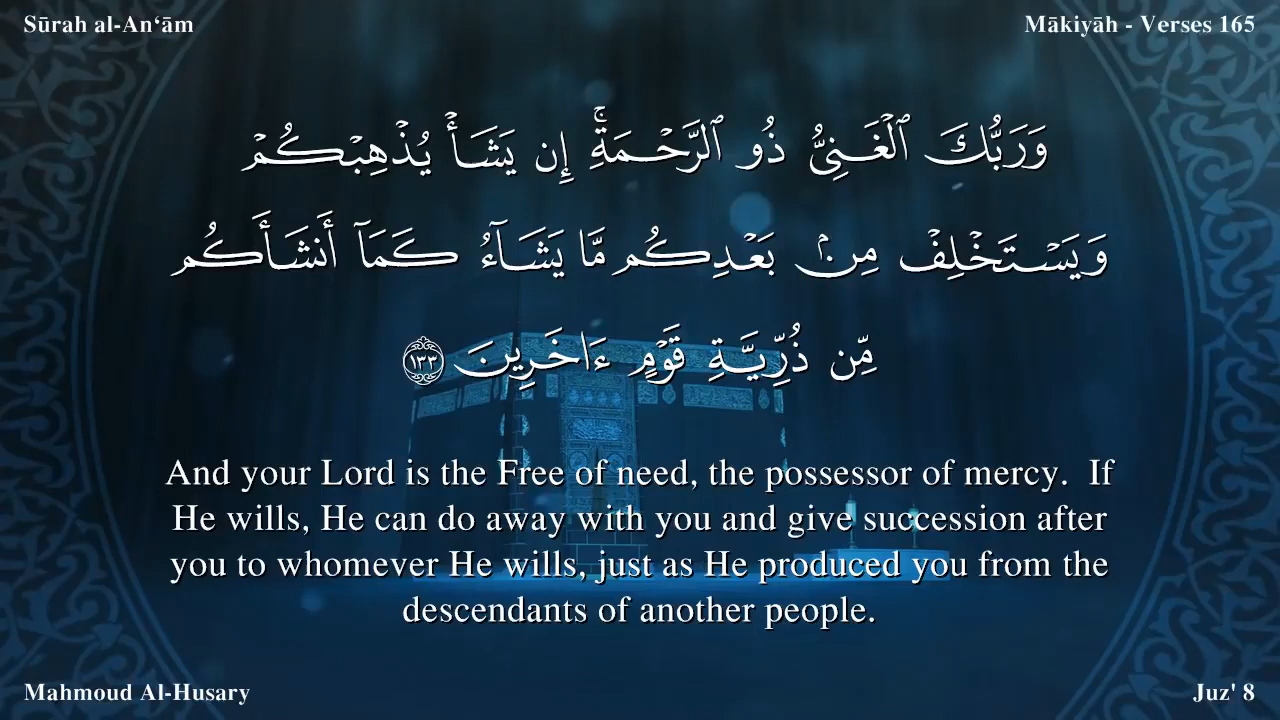 Sūrah al-An‘ām
Mākiyāh - Verses 165
وَرَبُّكَ ٱلْغَنِىُّ ذُو ٱلرَّحْمَةِ ۚ إِن يَشَأْ يُذْهِبْكُمْ
وَيَسْتَخْلِفْ مِنۢ بَعْدِكُم مَّا يَشَآءُ كَمَآ أَنشَأَكُم
مِّن ذُرِّيَّةِ قَوْمٍ ءَاخَرِينَ ١٣٣
And your Lord is the Free of need, the possessor of mercy.  If
He wills, He can do away with you and give succession after
you to whomever He wills, just as He produced you from the
descendants of another people.
Mahmoud Al-Husary
Juz' 8